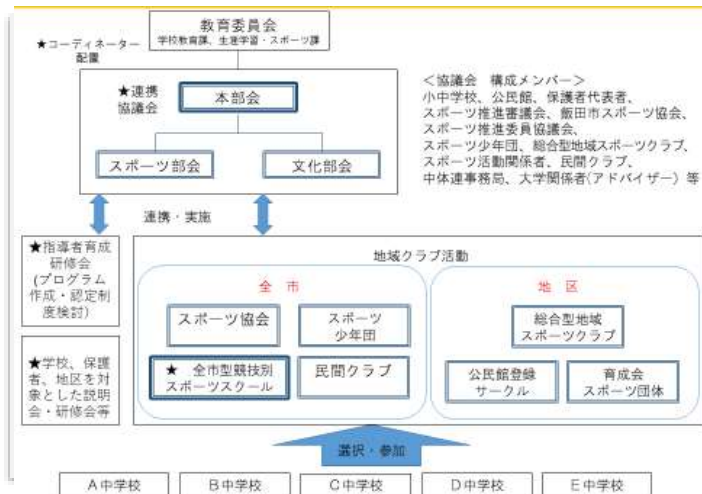 教育委員会
学校教育課、生涯学習・スポーツ課
★コーディネーター
配置
★連携
協議会
本部会
スポーツ部会
文化部会
＜協議会　構成メンバー＞
小中学校、公民館、保護者代表者、
スポーツ推進審議会、飯田市スポーツ協会、
スポーツ推進委員協議会、
スポーツ少年団、総合型地域スポーツクラブ、
スポーツ活動関係者、民間クラブ、
中体連事務局、大学関係者(アドバイザー）等
連携・実施
★指導者育成
研修会
(プログラム
作成・認定制
度検討）
★学校、保護
者、地区を対
象とした説明
会・研修会等
地域クラブ活動
全　市
スポーツ協会
スポーツ
少年団
★　全市型競技別
スポーツスクール
民間クラブ
地　区
総合型地域
スポーツクラブ
公民館登録
サークル
育成会
スポーツ団体
選択・参加
A中学校
B中学校
C中学校
D中学校
E中学校